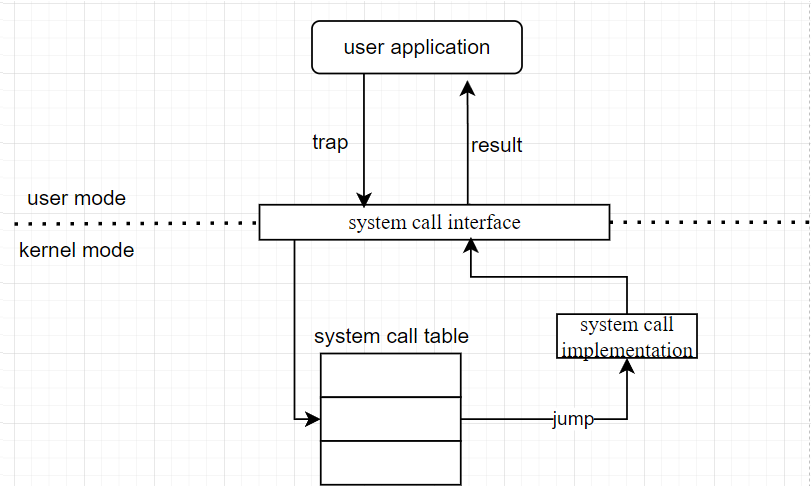 user application
trap
result
user mode
system call interface
kernel mode
system call
implementation
system call table
jump